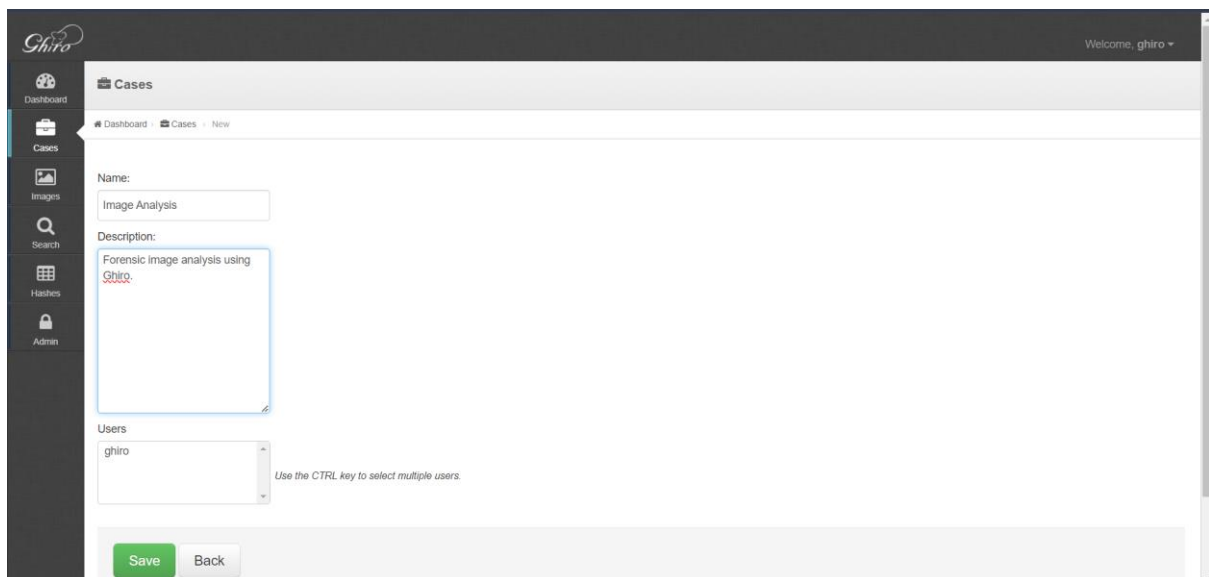 Ghiro
Welcome, ghiro
Dashboard
Cases
Images
Search
Hashes
Admin
Cases
Dashboard Cases New
Name:
Image Analysis
Description:
Forensic image analysis using
Ghiro.
Users
ghiro
Use the CTRL key to select multiple users.
Save Back